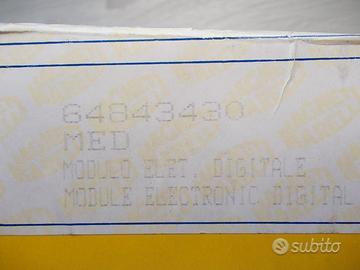 64843430
MED
MODULO ELET. DIGITALE
MODULE ELECTRONIC DIGITAL
subito